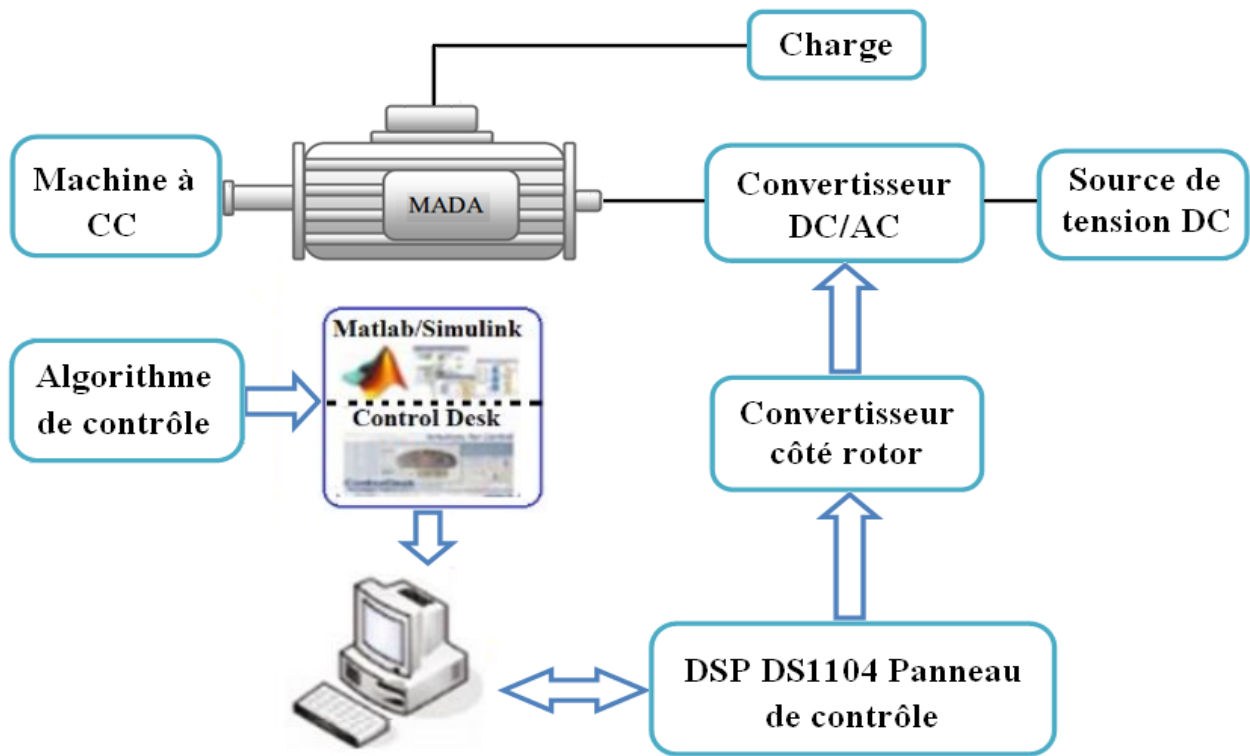 Charge
Machine à
CC
MADA
Convertisseur
DC/AC
Source de
tension DC
Algorithme
de contrôle
Matlab/Simulink
Control Desk
Convertisseur
côté rotor
DSP DS1104 Panneau
de contrôle